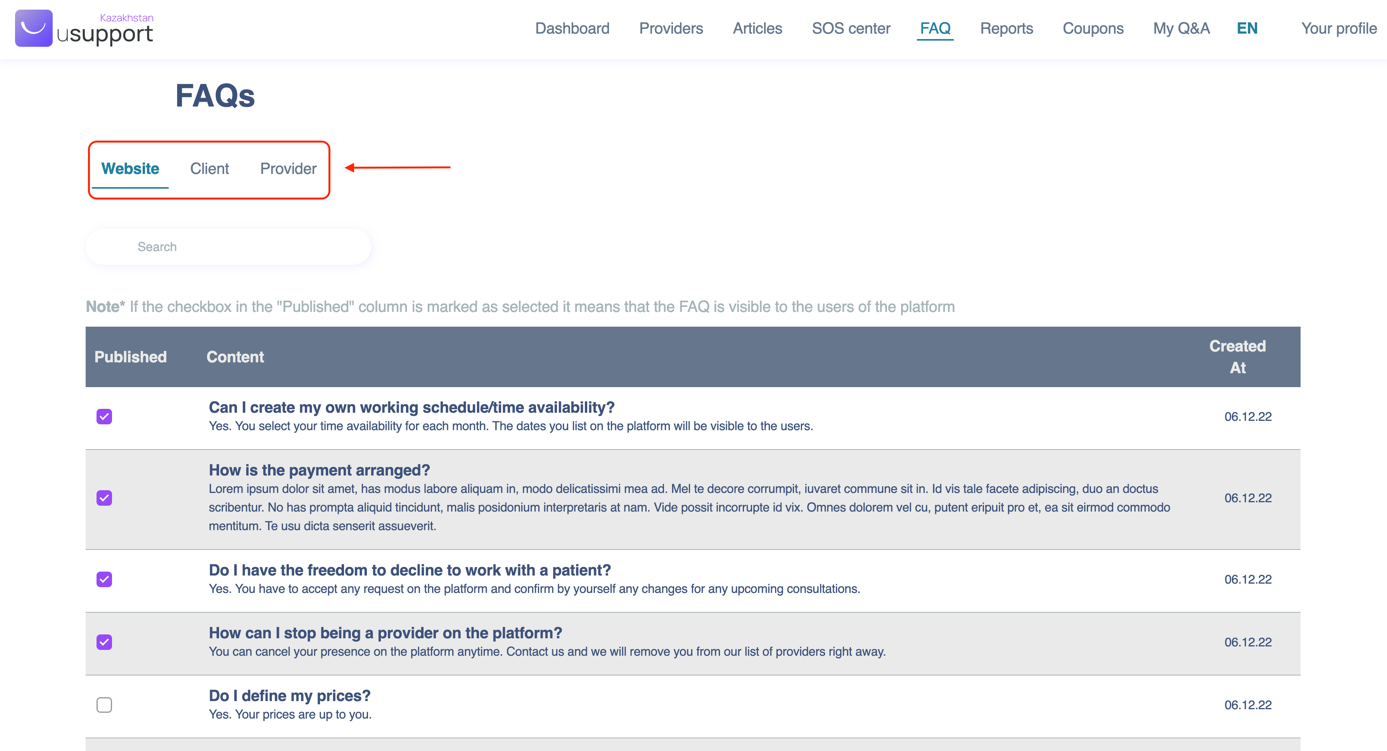 Kazakhstan
usupport
Dashboard Providers Articles SOS center FAQ Reports Coupons My Q&A EN Your profile
FAQs
Website Client Provider
Search
Note* If the checkbox in the "Published" column is marked as selected it means that the FAQ is visible to the users of the platform
Published Content Created
At
Can I create my own working schedule/time availability?
Yes. You select your time availability for each month. The dates you list on the platform will be visible to the users.
06.12.22
How is the payment arranged?
Lorem ipsum dolor sit amet, has modus labore aliquam in, modo delicatissimi mea ad. Mel te decore corrumpit, iuvaret commune sit in. Id vis tale facete adipiscing, duo an doctus
scribentur. No has prompta aliquid tincidunt, malis posidonium interpretaris at nam. Vide possit incorrupte id vix. Omnes dolorem vel cu, putent eripuit pro et, ea sit eirmod commodo
mentitum. Te usu dicta senserit assueverit.
06.12.22
Do I have the freedom to decline to work with a patient?
Yes. You have to accept any request on the platform and confirm by yourself any changes for any upcoming consultations.
06.12.22
How can I stop being a provider on the platform?
You can cancel your presence on the platform anytime. Contact us and we will remove you from our list of providers right away.
06.12.22
Do I define my prices?
Yes. Your prices are up to you.
06.12.22